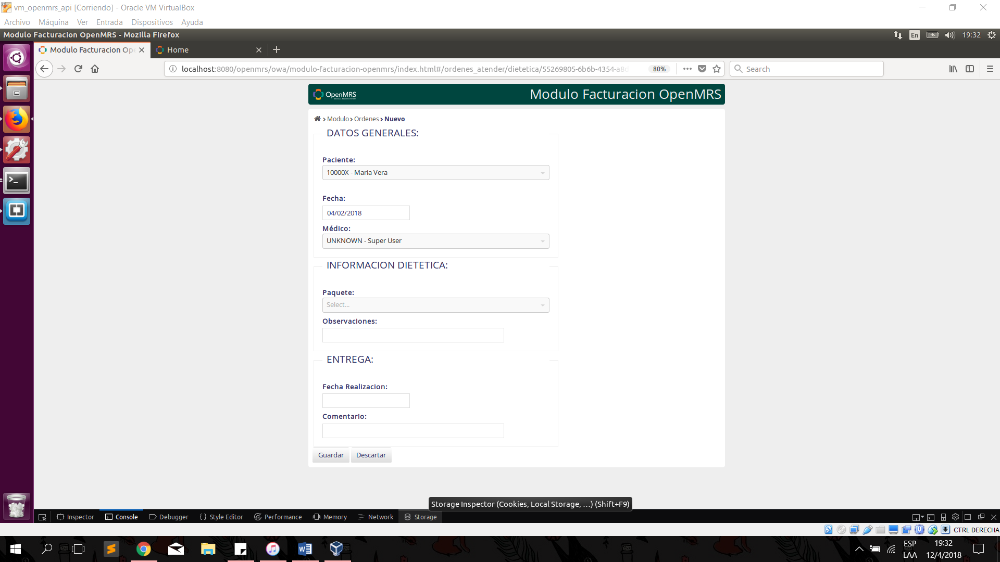 vm_openmrs_api [Corriendo] - Oracle VM VirtualBox
Archivo Máquina Ver Entrada Dispositivos Ayuda
Modulo Facturacion OpenMRS - Mozilla Firefox
En 19:32
Modulo Facturacion Ope Home
localhost:8080/openmrs/owa/modulo-facturacion-openmrs/index.html#/ordenes_atender/dietetica/55269805-6b6b-4354-a8d 80% Search
OpenMRS Modulo Facturacion OpenMRS
Modulo Ordenes Nuevo
DATOS GENERALES:
Paciente:
10000X - Maria Vera
Fecha:
04/02/2018
Médico:
UNKNOWN - Super User
INFORMACION DIETETICA:
Paquete:
Select...
Observaciones:
ENTREGA:
Fecha Realizacion:
Comentario:
Guardar Descartar
Storage Inspector (Cookies, Local Storage, ...) (Shift+F9)
Inspector Console Debugger Style Editor Performance Memory Network Storage
CTRL DERECHA
ESP 19:32
LAA 12/4/2018